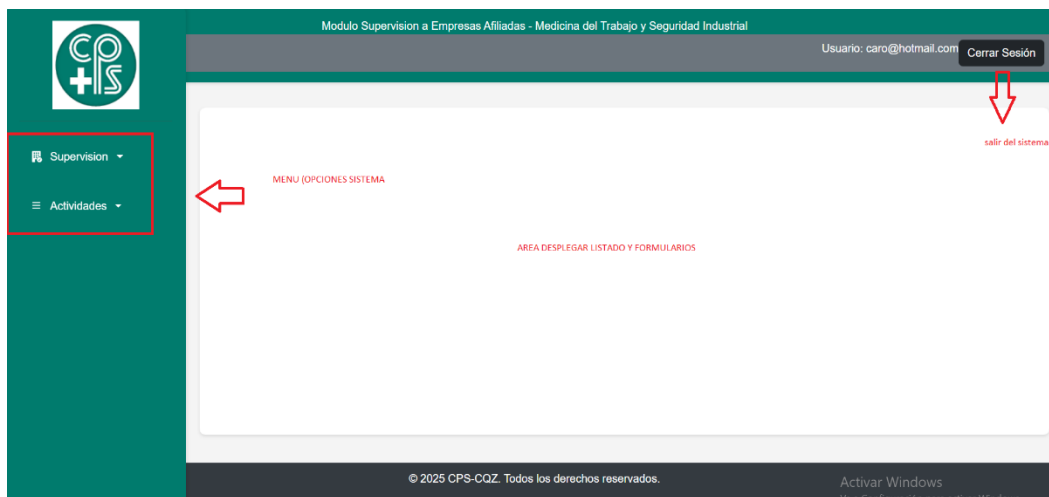 Modulo Supervision a Empresas Afiliadas - Medicina del Trabajo y Seguridad Industrial
CPS
Usuario: caro@hotmail.com
Cerrar Sesión
salir del sistema
Supervision
MENU (OPCIONES SISTEMA
Actividades
AREA DESPLEGAR LISTADO Y FORMULARIOS
© 2025 CPS-CQZ. Todos los derechos reservados.
Activar Windows